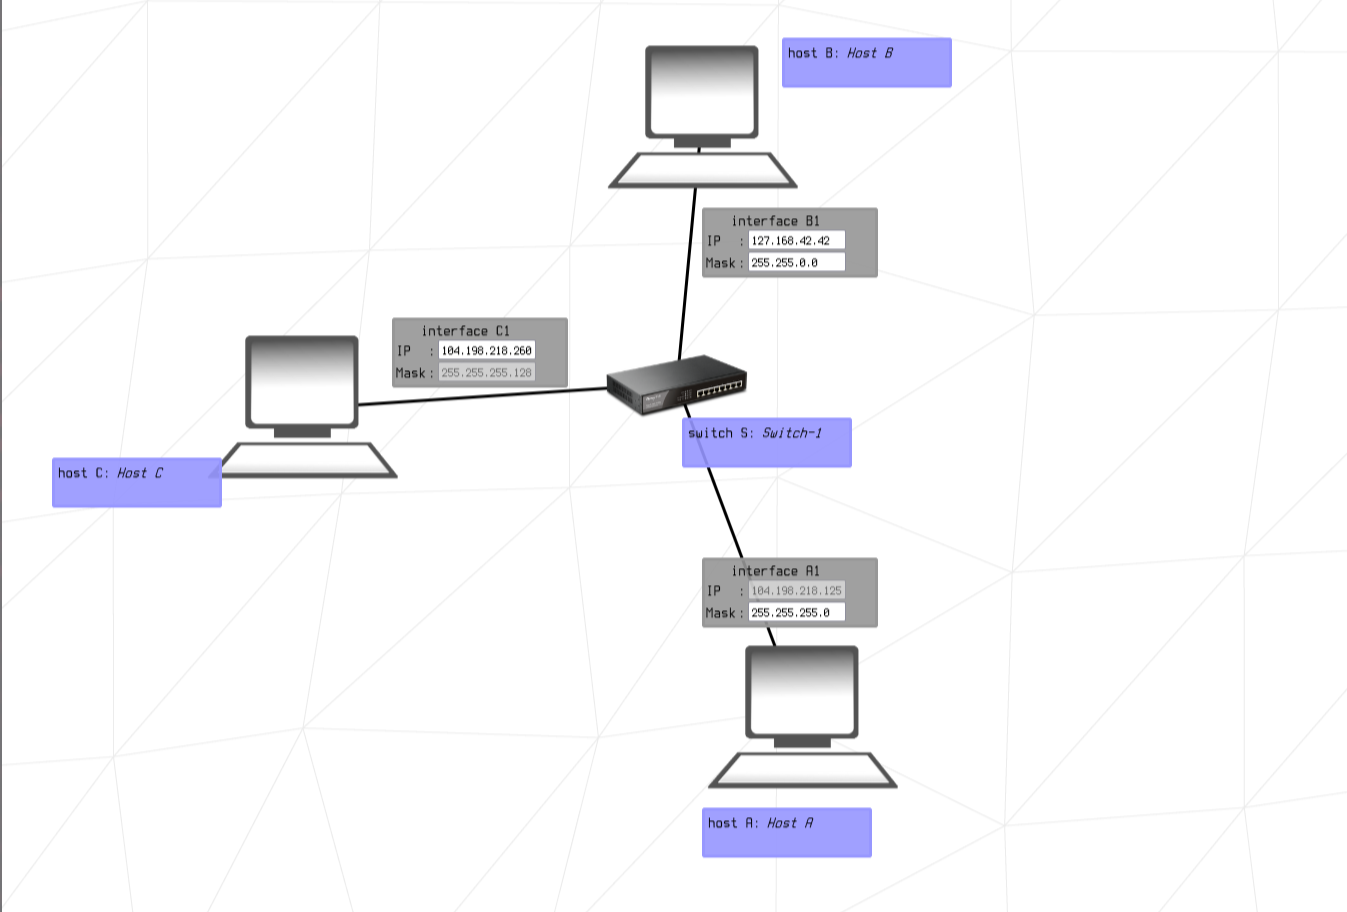 host B: Host B
interface B1
IP : 127.168.42.42
Mask : 255.255.0.0
interface C1
IP : 104.198.218.260
Mask : 255.255.255.128
switch S: Switch-1
host C: Host C
interface A1
IP : 104.198.218.125
Mask : 255.255.255.0
host A: Host A